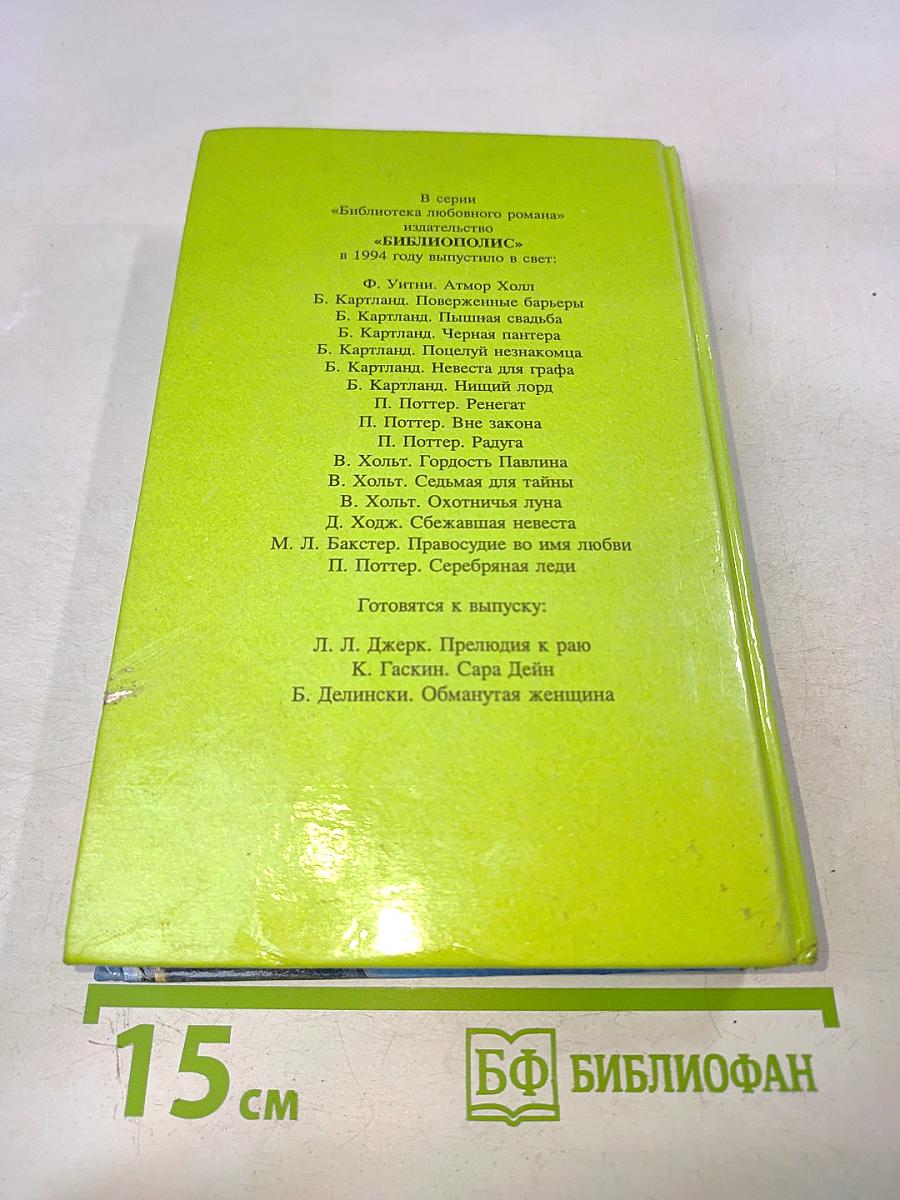 В серии
«Библиотека любовного романа»
издательство
«БИБЛИОПОЛИС»
в 1994 году выпустило в свет:
Ф. Уитни. Атмор Холл
Б. Картланд. Поверженные барьеры
Б. Картланд. Пышная свадьба
Б. Картланд. Черная пантера
Б. Картланд. Поцелуй незнакомца
Б. Картланд. Невеста для графа
Б. Картланд. Нищий лорд
П. Поттер. Ренегат
П. Поттер. Вне закона
П. Поттер. Радуга
В. Хольт. Гордость Павлина
В. Хольт. Седьмая для тайны
В. Хольт. Охотничья луна
Д. Ходж. Сбежавшая невеста
М. Л. Бакстер. Правосудие во имя любви
П. Поттер. Серебряная леди
Готовятся к выпуску:
Л. Л. Джерк. Прелюдия к раю
К. Гаскин. Сара Дейн
Б. Делински. Обманутая женщина
15 см
БФ БИБЛИОФАН